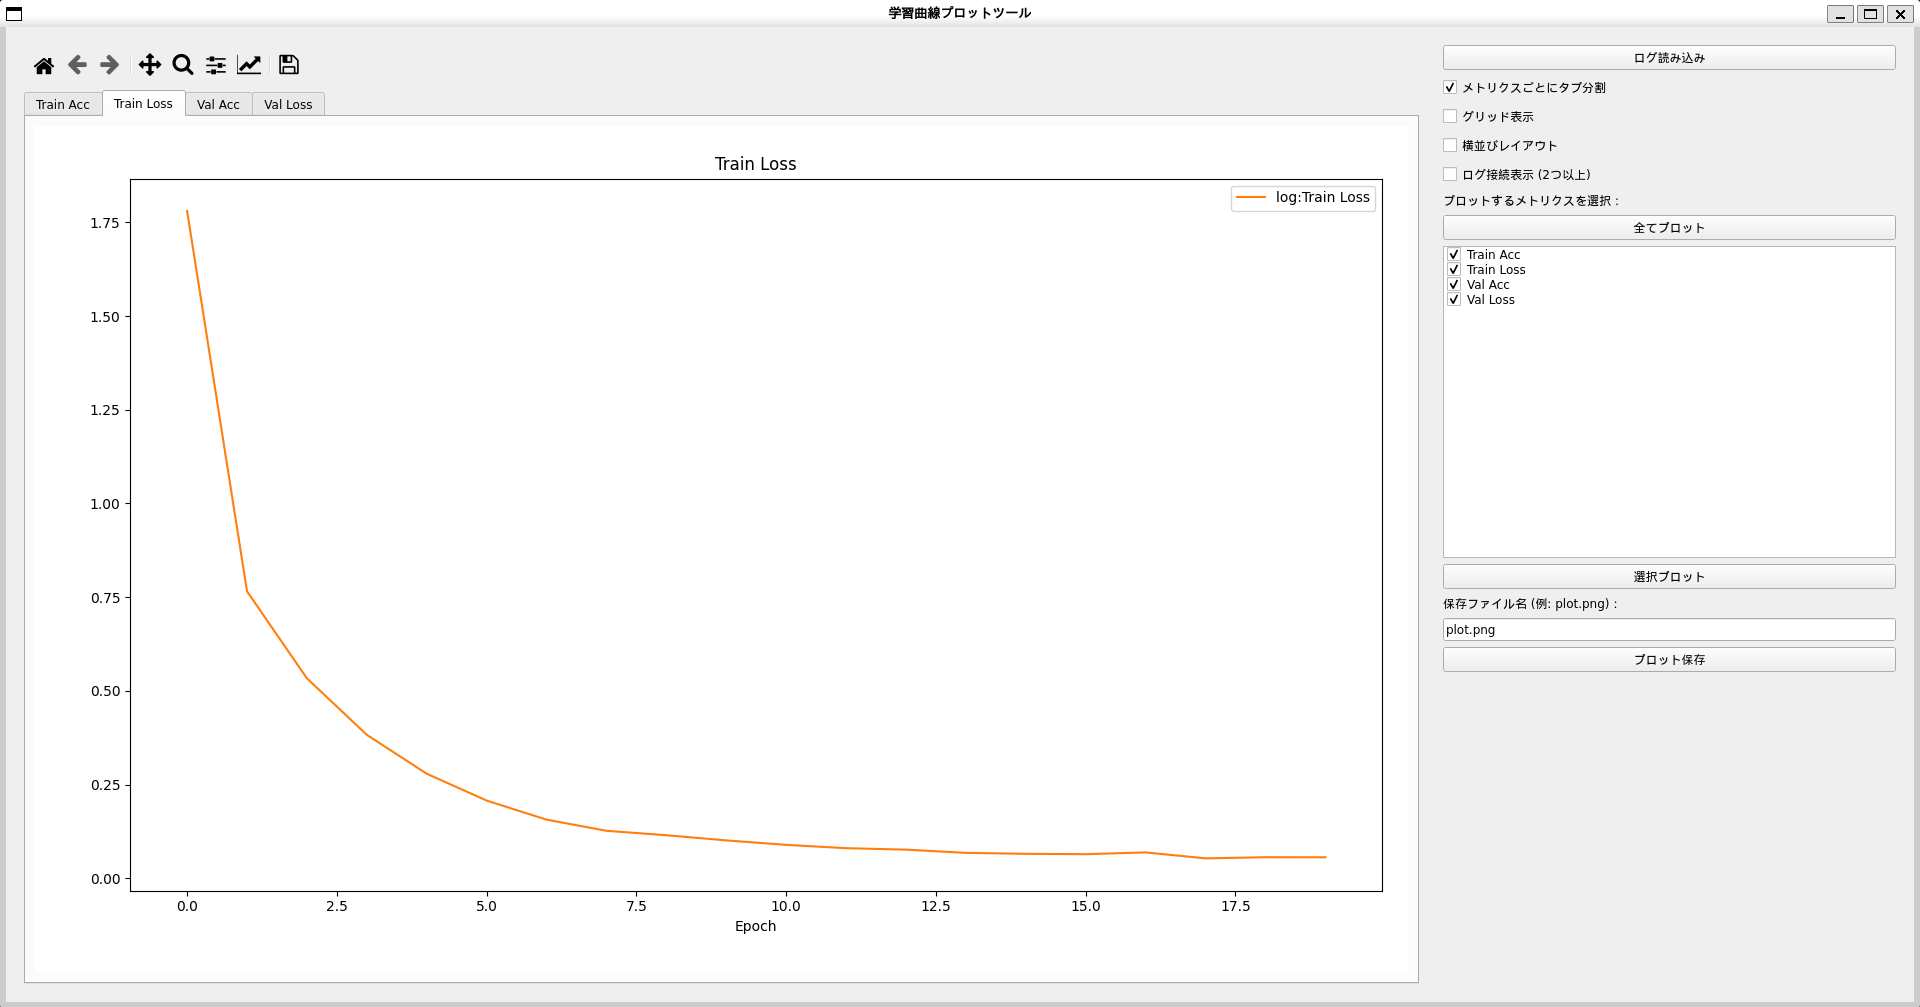 学習曲線プロットツール
Train Acc
Train Loss
Val Acc
Val Loss
Train Loss
log:Train Loss
1.75
1.50
1.25
1.00
0.75
0.50
0.25
0.00
0.0
2.5
5.0
7.5
10.0
12.5
15.0
17.5
Epoch
ログ読み込み
メトリクスごとにタブ分割
グリッド表示
横並びレイアウト
ログ接続表示 (2つ以上)
プロットするメトリクスを選択：
全てプロット
Train Acc
Train Loss
Val Acc
Val Loss
選択プロット
保存ファイル名 (例: plot.png)：
plot.png
プロット保存